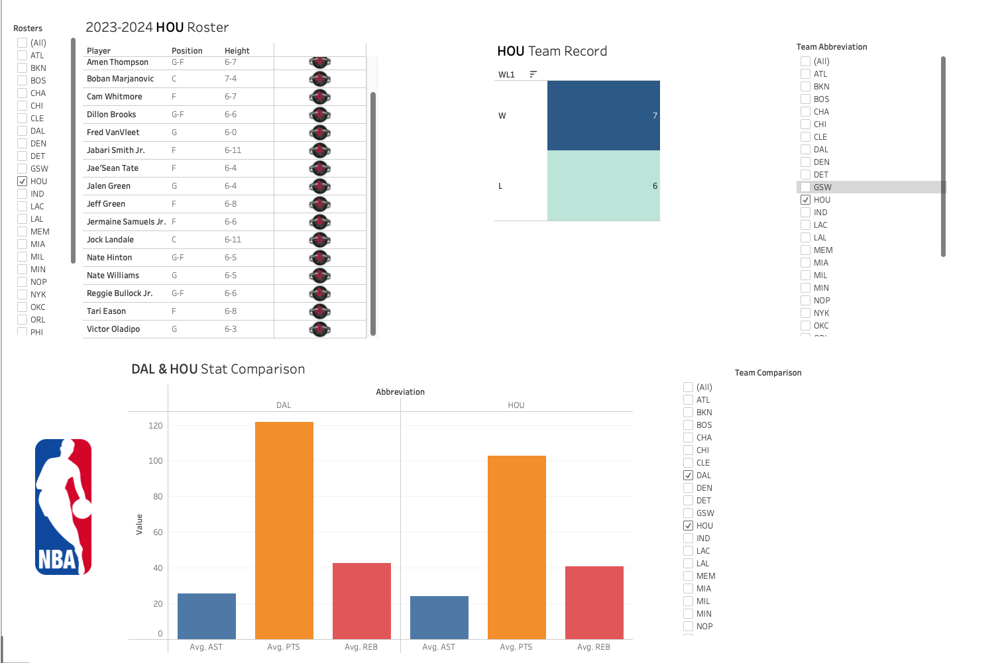 Rosters
(All)
ATL
BKN
BOS
CHA
CHI
CLE
DAL
DEN
DET
GSW
HOU
IND
LAC
LAL
MEM
MIA
MIL
MIN
NOP
NYK
OKC
ORL
PHI
2023-2024 HOU Roster
Player Position Height
Amen Thompson G-F 6-7
Boban Marjanovic C 7-4
Cam Whitmore F 6-7
Dillon Brooks G-F 6-6
Fred VanVleet G 6-0
Jabari Smith Jr. F 6-11
Jae'Sean Tate F 6-4
Jalen Green G 6-4
Jeff Green F 6-8
Jermaine Samuels Jr. F 6-6
Jock Landale C 6-11
Nate Hinton G-F 6-5
Nate Williams G 6-5
Reggie Bullock Jr. G-F 6-6
Tari Eason F 6-8
Victor Oladipo G 6-3
HOU Team Record
WL1
W 7
L 6
Team Abbreviation
(All)
ATL
BKN
BOS
CHA
CHI
CLE
DAL
DEN
DET
GSW
HOU
IND
LAC
LAL
MEM
MIA
MIL
MIN
NOP
NYK
OKC
DAL & HOU Stat Comparison
Abbreviation
DAL HOU
Value
120
100
80
60
40
20
0
Avg. AST Avg. PTS Avg. REB Avg. AST Avg. PTS Avg. REB
NBA
Team Comparison
(All)
ATL
BKN
BOS
CHA
CHI
CLE
DAL
DEN
DET
GSW
HOU
IND
LAC
LAL
MEM
MIA
MIL
MIN
NOP